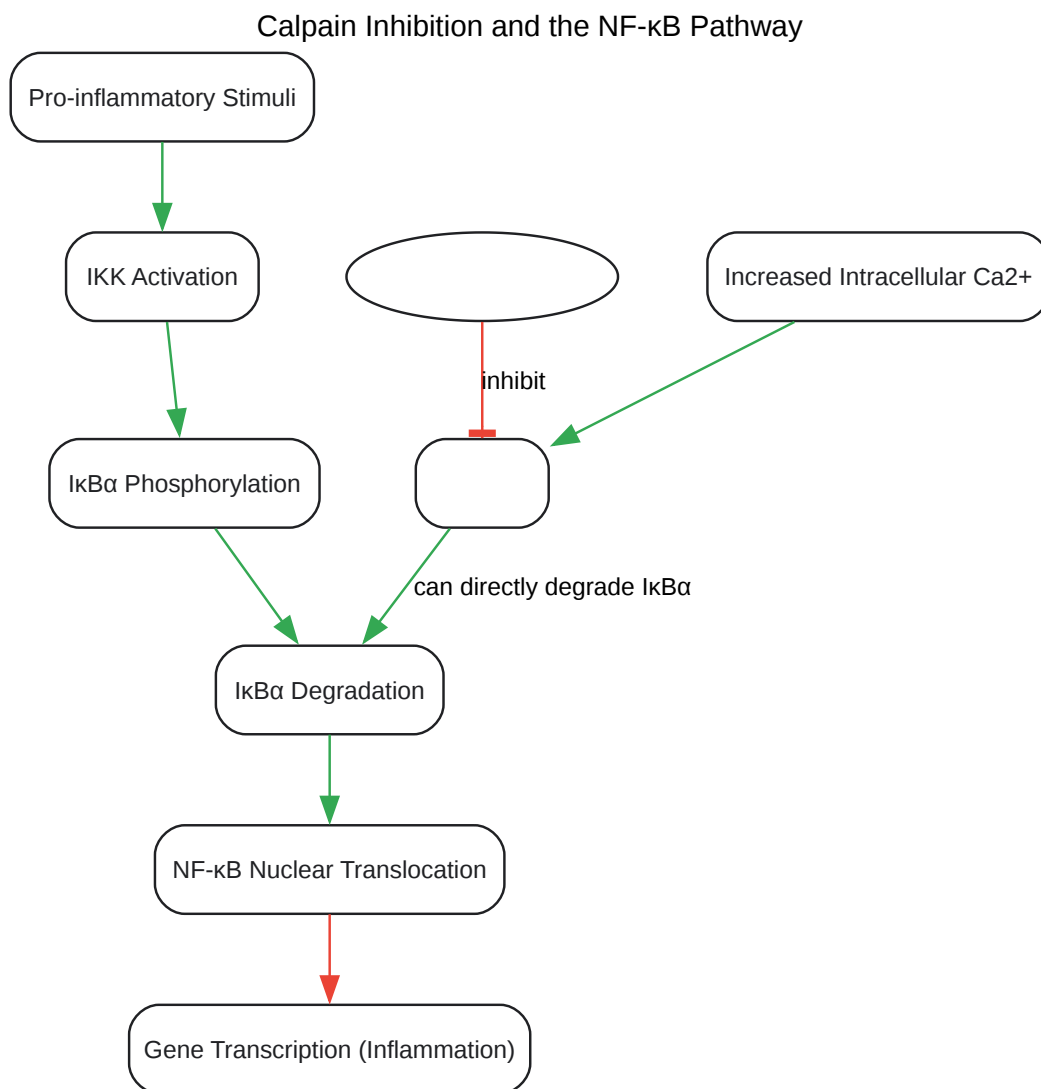 Calpain Inhibition and the NF-κB Pathway
Pro-inflammatory Stimuli
IKK Activation
Increased Intracellular Ca2+
inhibit
IκBα Phosphorylation
can directly degrade IκBα
IκBα Degradation
NF-κB Nuclear Translocation
Gene Transcription (Inflammation)